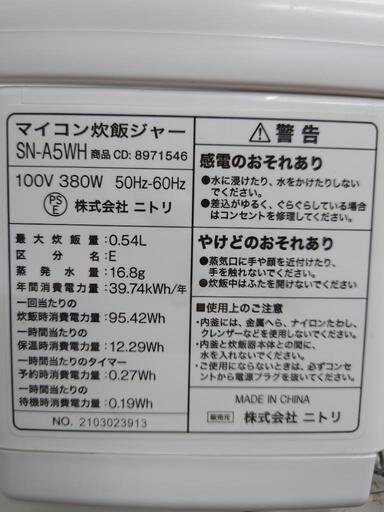 マイコン炊飯ジャー
SN-A5WH 商品CD: 8971546
100V 380W 50Hz-60Hz
PSE 株式会社 ニトリ
最大炊飯量: 0.54L
区分名: E
蒸発水: 16.8g
年間消費電力量: 39.74kWh/年
一回当たりの
炊飯時消費電力量: 95.42Wh
一時間当たりの
保温時消費電力量: 12.29Wh
一時間当たりのタイマー
予約時消費電力量: 0.27Wh
一時間当たりの
待機時消費電力量: 0.19Wh
NO. 2103023913
警告
感電のおそれあり
●水に浸けたり、水をかけたりしない
でください。
●差込がゆるく、ぐらぐらしている場合
はコンセントを修理してください。
やけどのおそれあり
●蒸気口に手や顔を近付けたり、
手を触れないでください。
●炊飯中はふたを開けないでください。
■使用上のご注意
・内釜には、金属へら、ナイロンたわし、
クレンザーなどを使用しないでください。
・内釜と炊飯器本体との間に、
水を入れないでください。
・ご使用にならないときは、必ずコンセ
ントから電源プラグを抜いてください。
MADE IN CHINA
販売元 株式会社 ニトリ